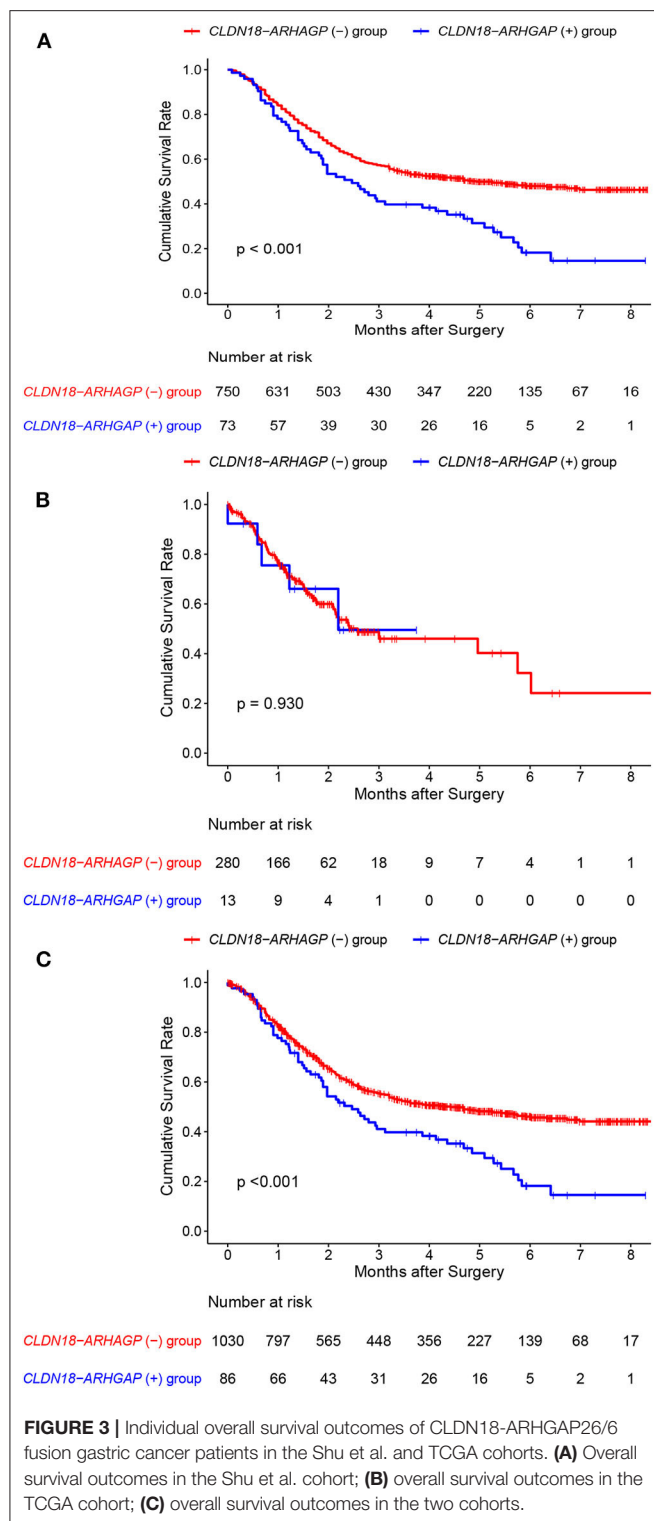 A
CLDN18−ARHAGP (−) group CLDN18−ARHGAP (+) group
Cumulative Survival Rate
1.0
0.8
0.6
0.4
0.2
0.0
p < 0.001
0 1 2 3 4 5 6 7 8
Months after Surgery
Number at risk
CLDN18−ARHAGP (−) group 750 631 503 430 347 220 135 67 16
CLDN18−ARHGAP (+) group 73 57 39 30 26 16 5 2 1
CLDN18−ARHAGP (−) group CLDN18−ARHGAP (+) group
B
Cumulative Survival Rate
1.0
0.8
0.6
0.4
0.2
0.0
p = 0.930
0 1 2 3 4 5 6 7 8
Months after Surgery
Number at risk
CLDN18−ARHAGP (−) group 280 166 62 18 9 7 4 1 1
CLDN18−ARHGAP (+) group 13 9 4 1 0 0 0 0 0
CLDN18−ARHAGP (−) group CLDN18−ARHGAP (+) group
C
Cumulative Survival Rate
1.0
0.8
0.6
0.4
0.2
0.0
p <0.001
0 1 2 3 4 5 6 7 8
Months after Surgery
Number at risk
CLDN18−ARHAGP (−) group 1030 797 565 448 356 227 139 68 17
CLDN18−ARHGAP (+) group 86 66 43 31 26 16 5 2 1
FIGURE 3 | Individual overall survival outcomes of CLDN18-ARHGAP26/6
fusion gastric cancer patients in the Shu et al. and TCGA cohorts. (A) Overall
survival outcomes in the Shu et al. cohort; (B) overall survival outcomes in the
TCGA cohort; (C) overall survival outcomes in the two cohorts.